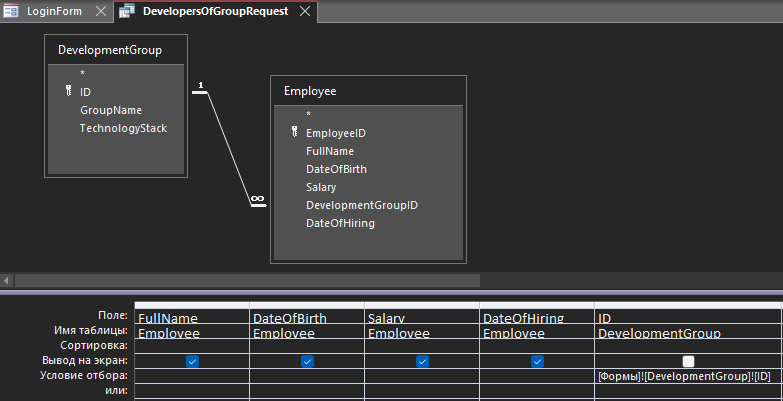 LoginForm
DevelopersOfGroupRequest
DevelopmentGroup
*
ID
GroupName
TechnologyStack
1
∞
Employee
*
EmployeeID
FullName
DateOfBirth
Salary
DevelopmentGroupID
DateOfHiring
Поле: FullName DateOfBirth Salary DateOfHiring ID
Имя таблицы: Employee Employee Employee Employee DevelopmentGroup
Сортировка:
Вывод на экран:
Условие отбора: [Формы]![DevelopmentGroup]![ID]
или: